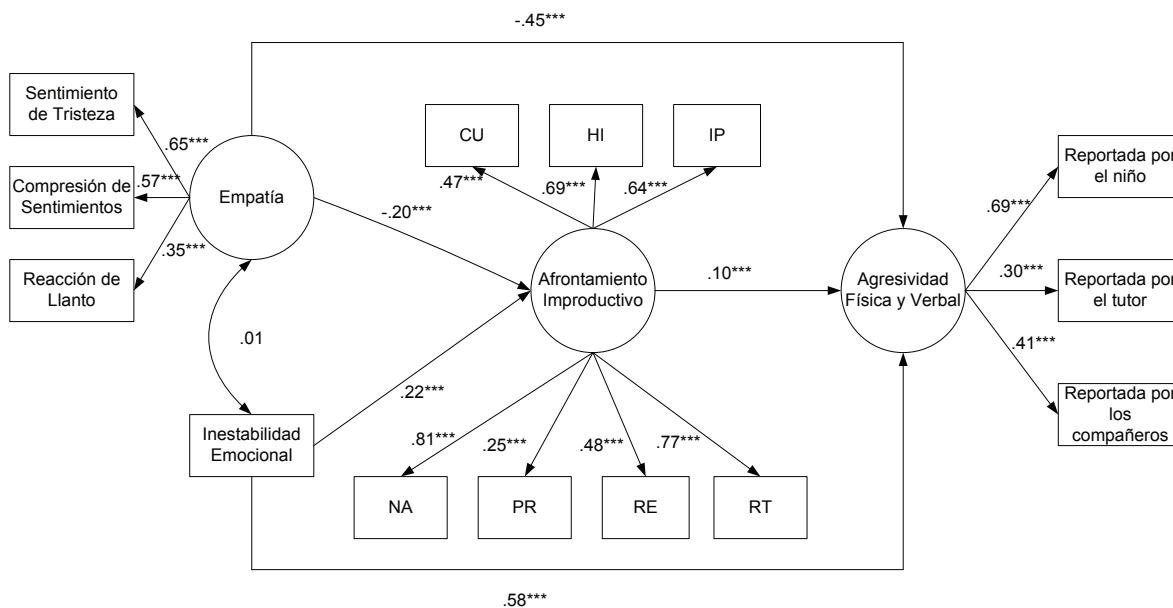 -.45***
Sentimiento
de Tristeza
.65***
Compresión de
Sentimientos
.57***
Reacción de
Llanto
.35***
Empatía
CU
HI
IP
.47***
.69***
.64***
-.20***
Afrontamiento
Improductivo
.10***
Agresividad
Física y Verbal
Reportada por
el niño
.69***
Reportada por
el tutor
.30***
Reportada por
los
compañeros
.41***
.01
.22***
Inestabilidad
Emocional
.81***
.25***
.48***
.77***
NA
PR
RE
RT
.58***